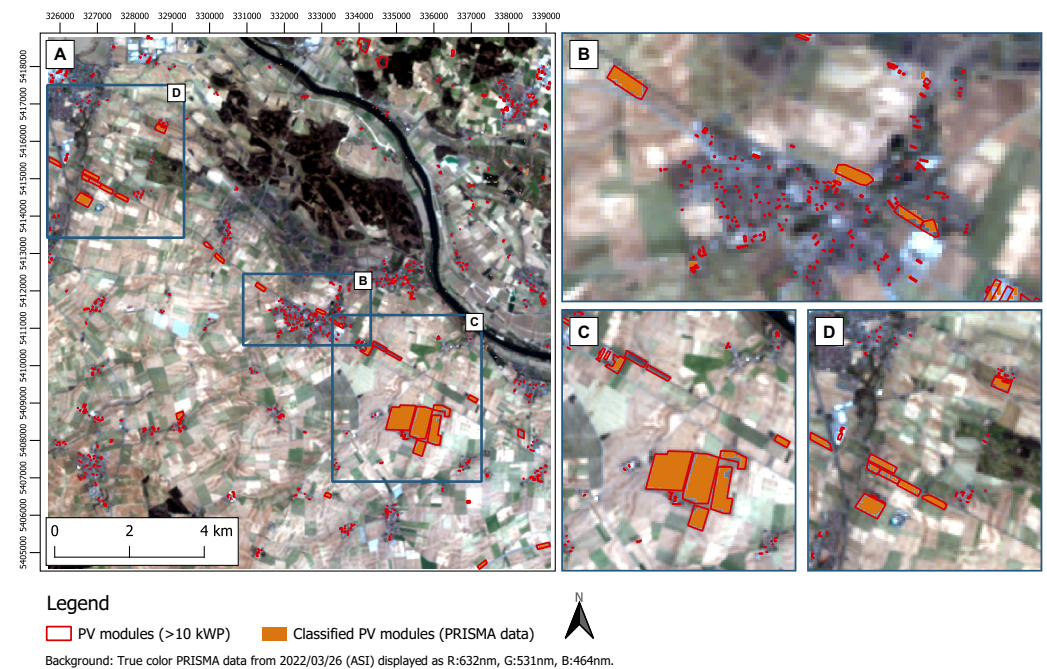 326000 327000 328000 329000 330000 331000 332000 333000 334000 335000 336000 337000 338000 339000
A
B
5418000
5417000
5416000
5415000
5414000
5413000
5412000
5411000
5410000
5409000
5408000
5407000
5406000
5405000
D
B
C
C
D
0 2 4 km
Legend
N
PV modules (>10 kWP) Classified PV modules (PRISMA data)
Background: True color PRISMA data from 2022/03/26 (ASI) displayed as R:632nm, G:531nm, B:464nm.